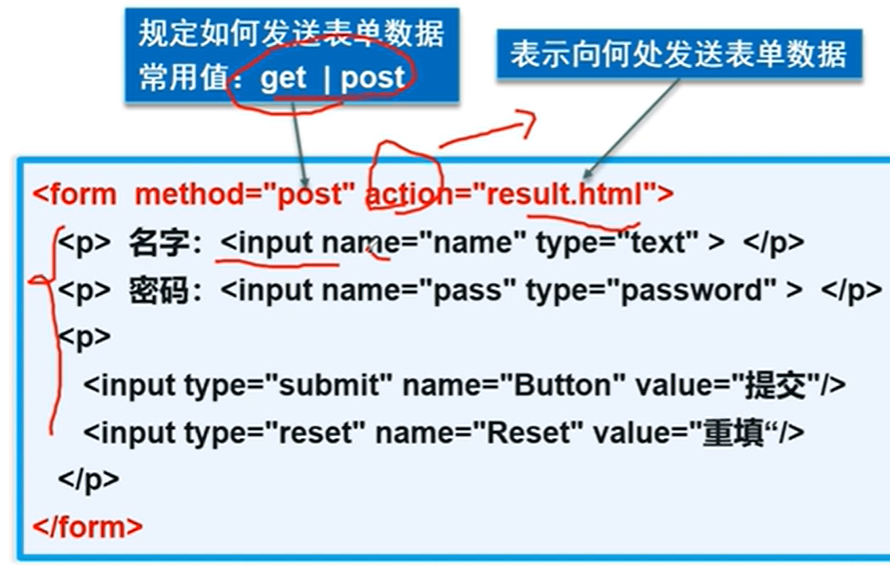 规定如何发送表单数据
常用值：get | post
表示向何处发送表单数据
<form method="post" action="result.html">
<p> 名字：<input name="name" type="text" > </p>
<p> 密码：<input name="pass" type="password" > </p>
<p>
<input type="submit" name="Button" value="提交"/>
<input type="reset" name="Reset" value="重填“/>
</p>
</form>